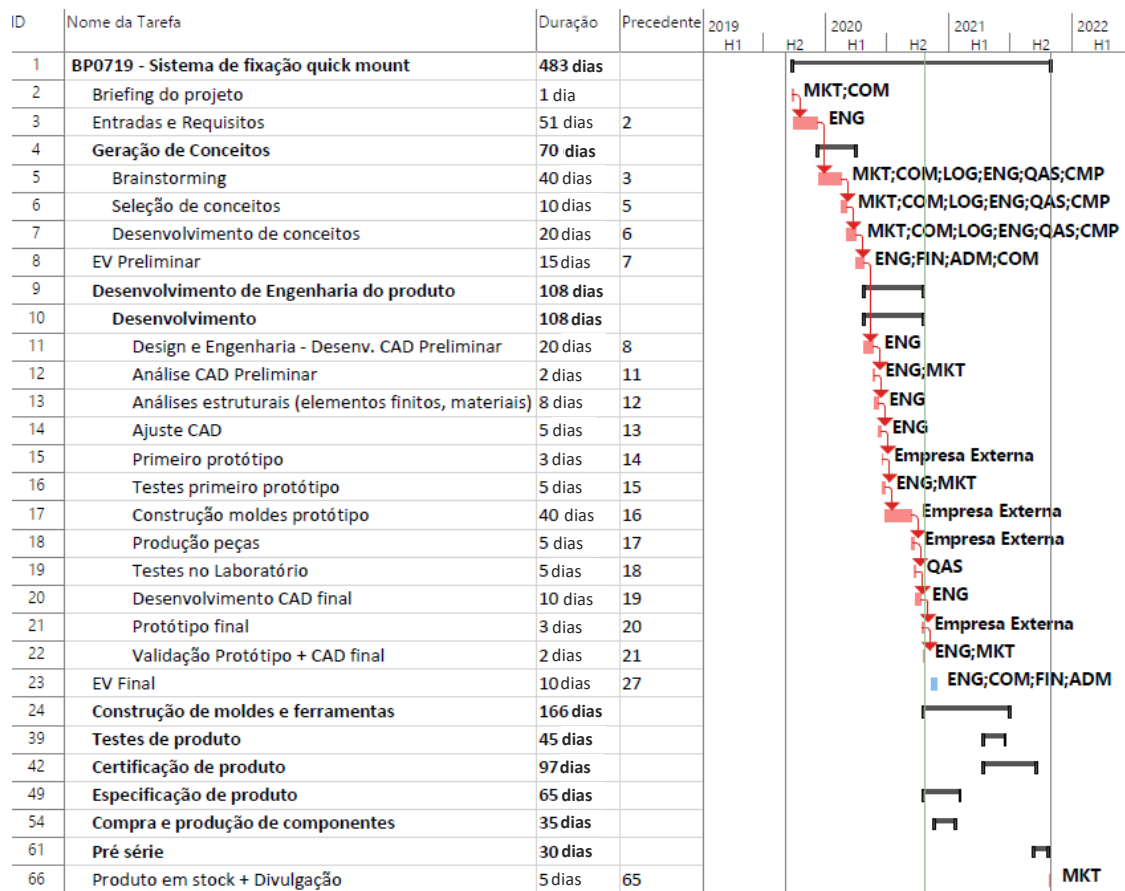 ID Nome da Tarefa Duração Precedente 2019 2020 2021 2022
H1 H2 H1 H2 H1 H2 H1
1 BP0719 - Sistema de fixação quick mount 483 dias
2 Briefing do projeto 1 dia MKT;COM
3 Entradas e Requisitos 51 dias 2 ENG
4 Geração de Conceitos 70 dias
5 Brainstorming 40 dias 3 MKT;COM;LOG;ENG;QAS;CMP
6 Seleção de conceitos 10 dias 5 MKT;COM;LOG;ENG;QAS;CMP
7 Desenvolvimento de conceitos 20 dias 6 MKT;COM;LOG;ENG;QAS;CMP
8 EV Preliminar 15 dias 7 ENG;FIN;ADM;COM
9 Desenvolvimento de Engenharia do produto 108 dias
10 Desenvolvimento 108 dias
11 Design e Engenharia - Desenv. CAD Preliminar 20 dias 8 ENG
12 Análise CAD Preliminar 2 dias 11 ENG;MKT
13 Análises estruturais (elementos finitos, materiais) 8 dias 12 ENG
14 Ajuste CAD 5 dias 13 ENG
15 Primeiro protótipo 3 dias 14 Empresa Externa
16 Testes primeiro protótipo 5 dias 15 ENG;MKT
17 Construção moldes protótipo 40 dias 16 Empresa Externa
18 Produção peças 5 dias 17 Empresa Externa
19 Testes no Laboratório 5 dias 18 QAS
20 Desenvolvimento CAD final 10 dias 19 ENG
21 Protótipo final 3 dias 20 Empresa Externa
22 Validação Protótipo + CAD final 2 dias 21 ENG;MKT
23 EV Final 10 dias 27 ENG;COM;FIN;ADM
24 Construção de moldes e ferramentas 166 dias
39 Testes de produto 45 dias
42 Certificação de produto 97 dias
49 Especificação de produto 65 dias
54 Compra e produção de componentes 35 dias
61 Pré série 30 dias
66 Produto em stock + Divulgação 5 dias 65 MKT